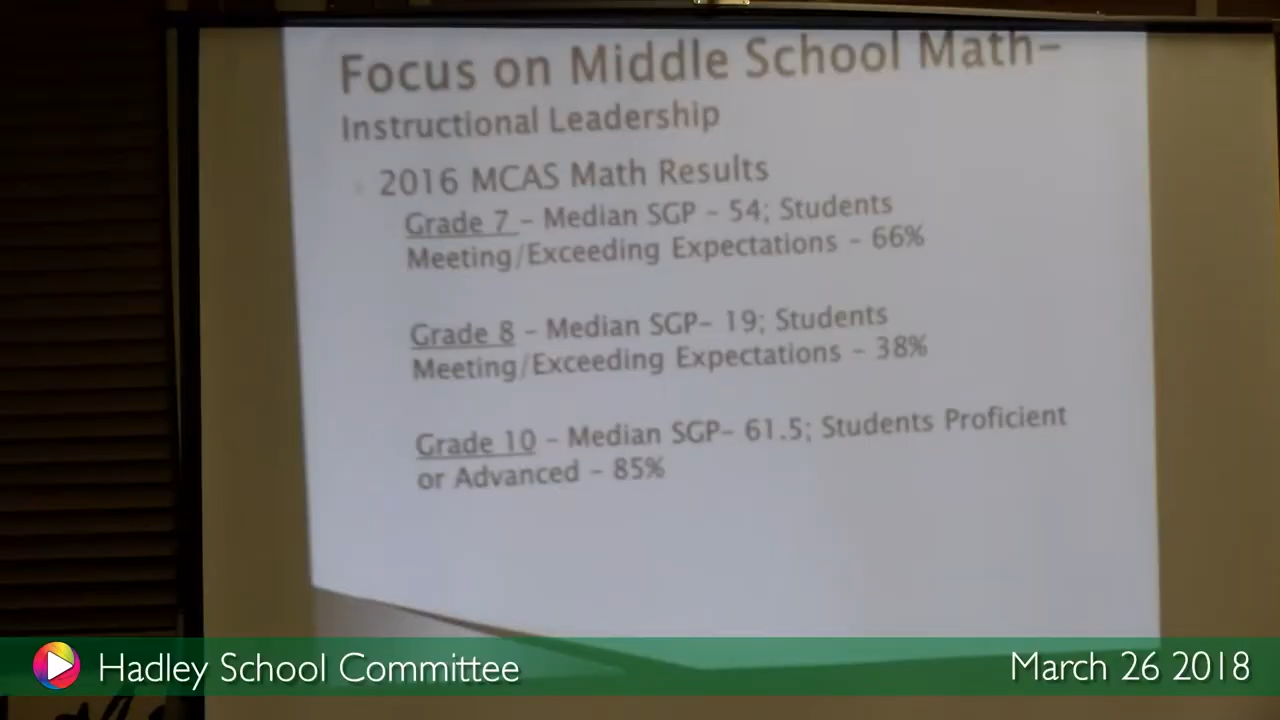 Focus on Middle School Math–
Instructional Leadership
2016 MCAS Math Results
Grade 7 – Median SGP – 54; Students
Meeting/Exceeding Expectations – 66%
Grade 8 – Median SGP– 19; Students
Meeting/Exceeding Expectations – 38%
Grade 10 – Median SGP– 61.5; Students Proficient
or Advanced – 85%
Hadley School Committee
March 26 2018